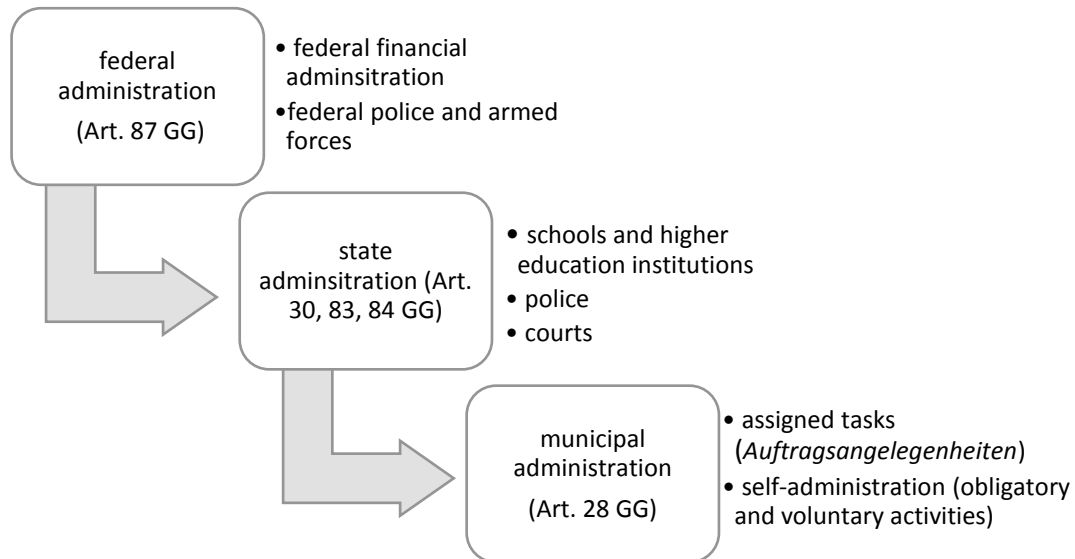 federal
administration
(Art. 87 GG)
• federal financial
adminsitration
•federal police and armed
forces
state
adminsitration (Art.
30, 83, 84 GG)
• schools and higher
education institutions
• police
• courts
municipal
administration
(Art. 28 GG)
• assigned tasks
(Auftragsangelegenheiten)
• self-administration (obligatory
and voluntary activities)